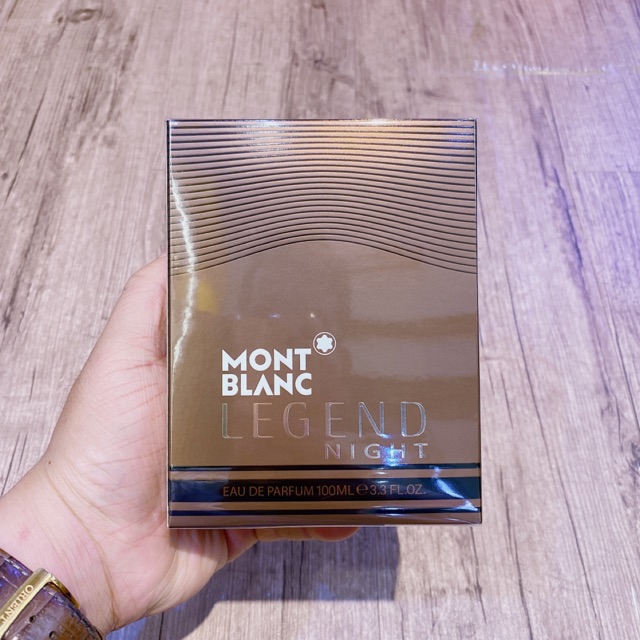 MONT
BLANC
LEGEND
NIGHT
EAU DE PARFUM 100ML ℮ 3.3 FL.OZ.